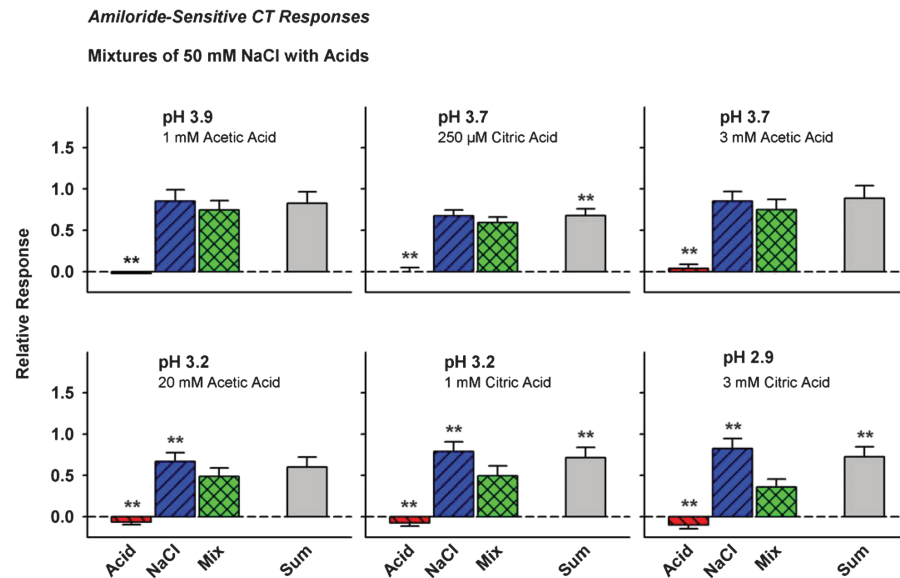 Amiloride-Sensitive CT Responses
Mixtures of 50 mM NaCl with Acids
Relative Response
pH 3.9
1 mM Acetic Acid
1.5
1.0
0.5
0.0
**
pH 3.7
250 µM Citric Acid
**
**
pH 3.7
3 mM Acetic Acid
**
pH 3.2
20 mM Acetic Acid
1.5
1.0
0.5
0.0
**
**
Acid
NaCl
Mix
Sum
pH 3.2
1 mM Citric Acid
**
**
**
Acid
NaCl
Mix
Sum
pH 2.9
3 mM Citric Acid
**
**
**
Acid
NaCl
Mix
Sum